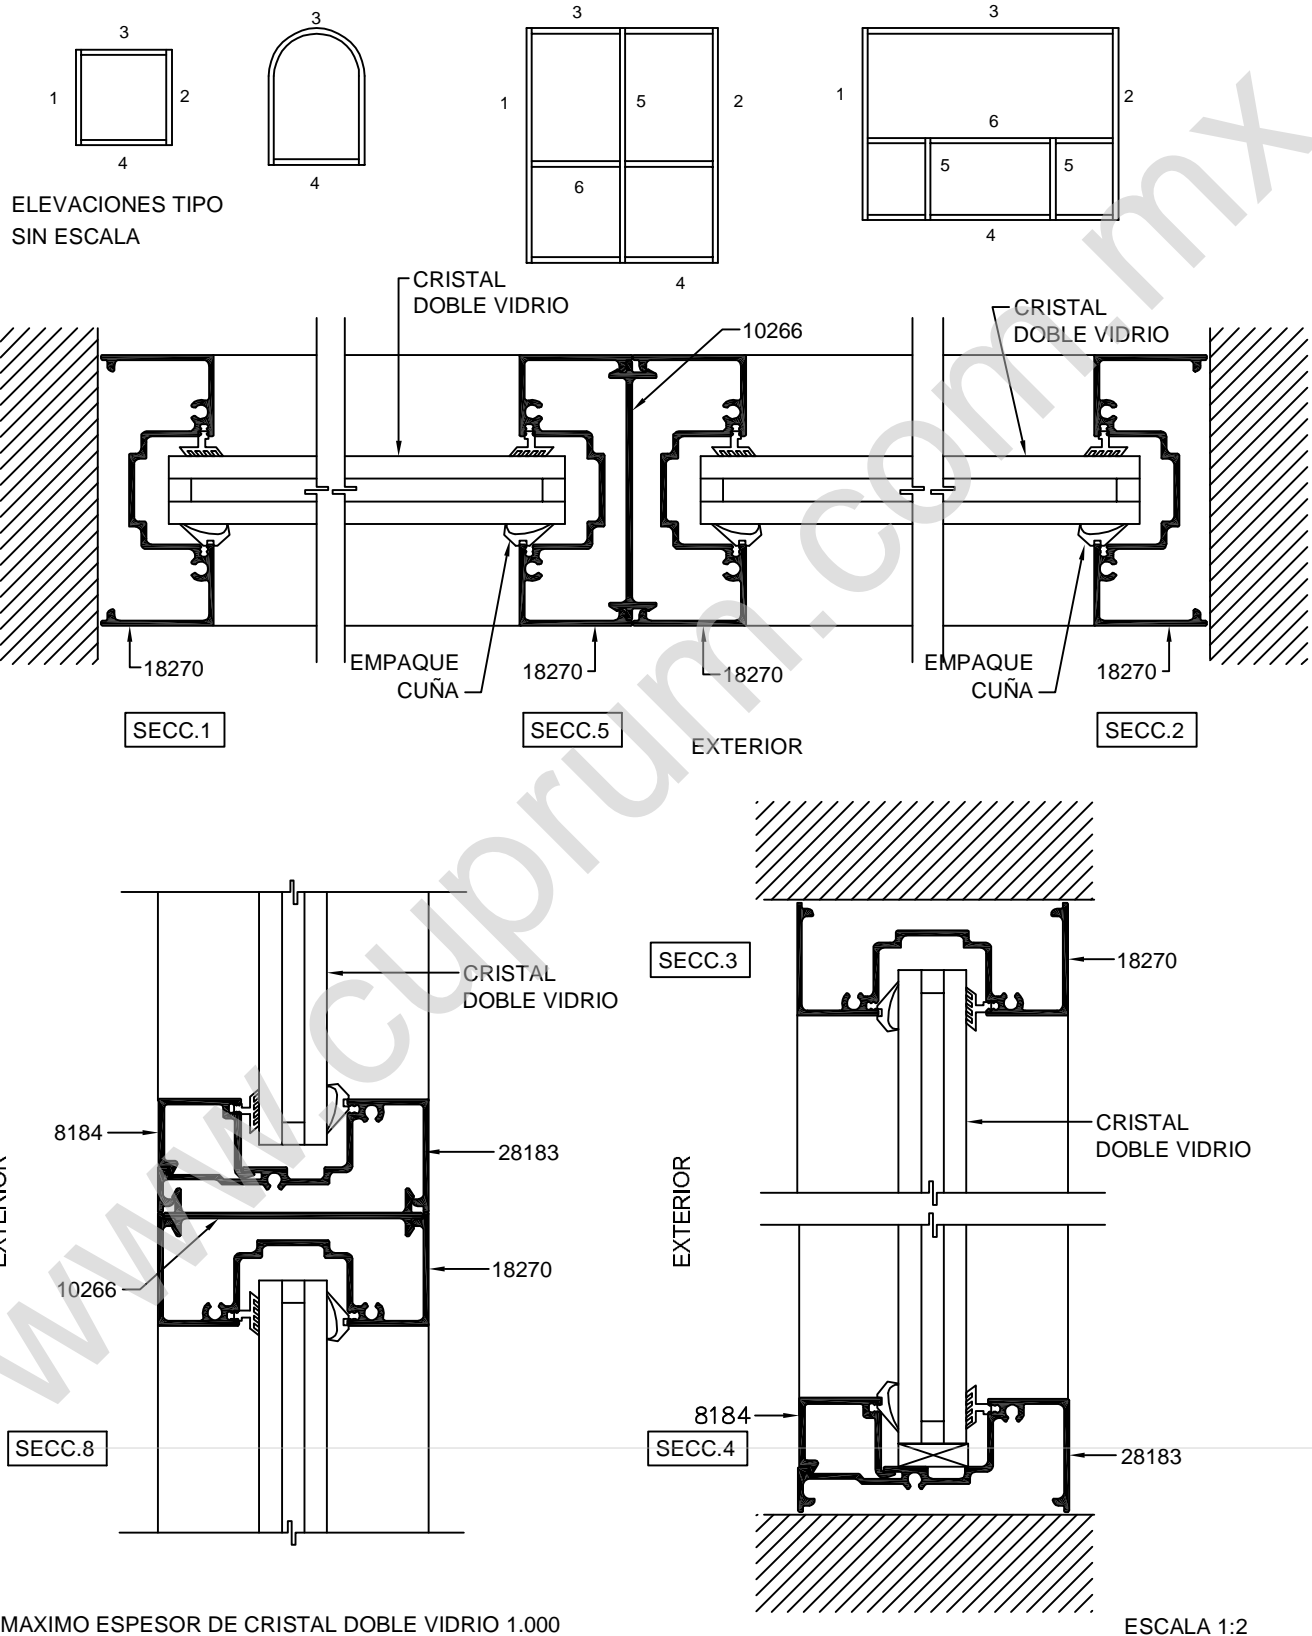 3
3
3
3
1
2
1
5
2
1
6
2
6
5
5
4
4
4
4
ELEVACIONES TIPO
SIN ESCALA
CRISTAL
DOBLE VIDRIO
10266
CRISTAL
DOBLE VIDRIO
18270
EMPAQUE
CUÑA
18270
18270
EMPAQUE
CUÑA
18270
SECC.1
SECC.5
EXTERIOR
SECC.2
CRISTAL
DOBLE VIDRIO
8184
28183
EXTERIOR
10266
18270
SECC.8
SECC.3
18270
CRISTAL
DOBLE VIDRIO
EXTERIOR
8184
SECC.4
28183
MAXIMO ESPESOR DE CRISTAL DOBLE VIDRIO 1.000
ESCALA 1:2
www.cuprum.com.mx